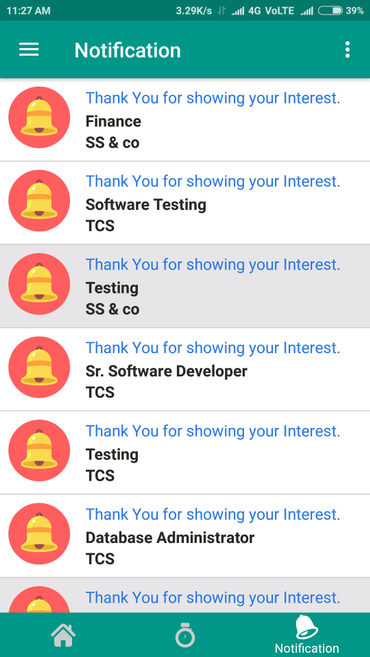 11:27 AM 3.29K/s 4G VoLTE 39%
Notification
Thank You for showing your Interest.
Finance
SS & co
Thank You for showing your Interest.
Software Testing
TCS
Thank You for showing your Interest.
Testing
SS & co
Thank You for showing your Interest.
Sr. Software Developer
TCS
Thank You for showing your Interest.
Testing
TCS
Thank You for showing your Interest.
Database Administrator
TCS
Thank You for showing your Interest.
Notification